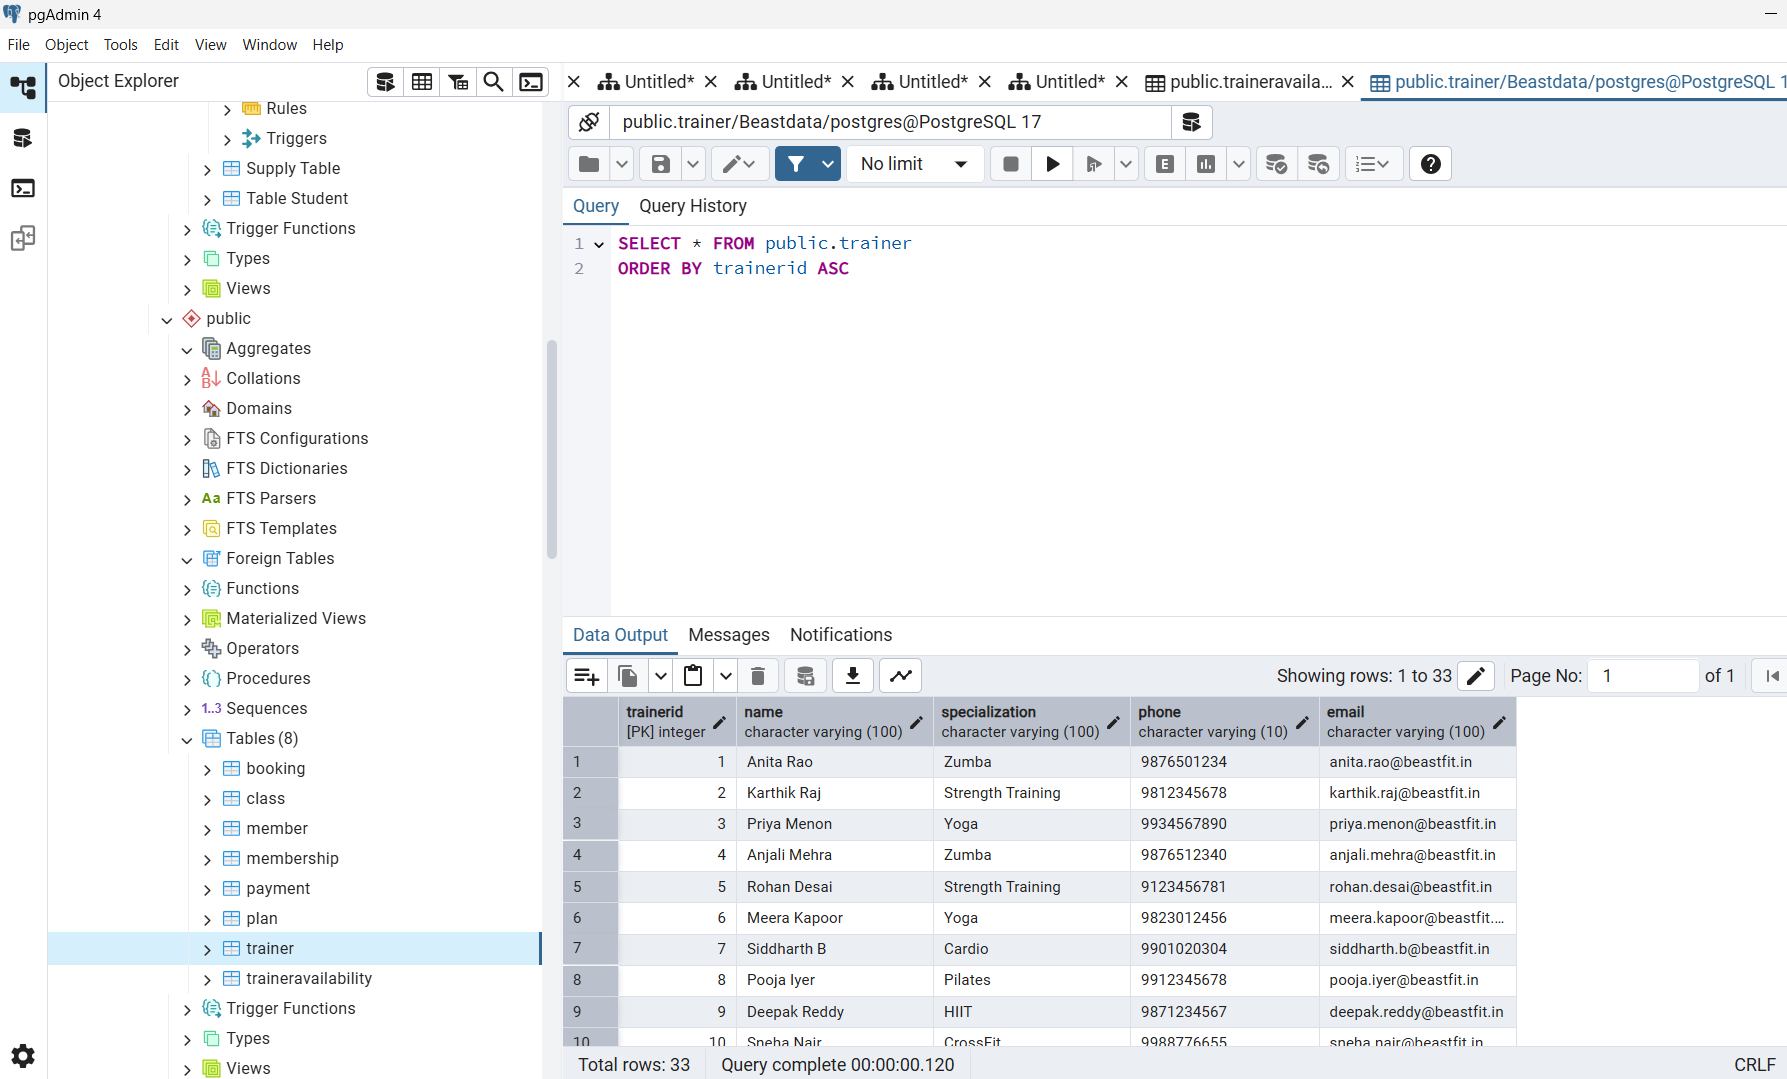 pgAdmin 4
File Object Tools Edit View Window Help
Object Explorer
Rules
Triggers
Supply Table
Table Student
Trigger Functions
Types
Views
public
Aggregates
Collations
Domains
FTS Configurations
FTS Dictionaries
Aa FTS Parsers
FTS Templates
Foreign Tables
Functions
Materialized Views
Operators
Procedures
1..3 Sequences
Tables (8)
booking
class
member
membership
payment
plan
trainer
traineravailability
Trigger Functions
Types
Views
Untitled* Untitled* Untitled* Untitled* public.traineravaila... public.trainer/Beastdata/postgres@PostgreSQL 1
public.trainer/Beastdata/postgres@PostgreSQL 17
No limit E
Query Query History
1 SELECT * FROM public.trainer
2 ORDER BY trainerid ASC
Data Output Messages Notifications
Showing rows: 1 to 33 Page No: 1 of 1
trainerid name specialization phone email
[PK] integer character varying (100) character varying (100) character varying (10) character varying (100)
1 1 Anita Rao Zumba 9876501234 anita.rao@beastfit.in
2 2 Karthik Raj Strength Training 9812345678 karthik.raj@beastfit.in
3 3 Priya Menon Yoga 9934567890 priya.menon@beastfit.in
4 4 Anjali Mehra Zumba 9876512340 anjali.mehra@beastfit.in
5 5 Rohan Desai Strength Training 9123456781 rohan.desai@beastfit.in
6 6 Meera Kapoor Yoga 9823012456 meera.kapoor@beastfit....
7 7 Siddharth B Cardio 9901020304 siddharth.b@beastfit.in
8 8 Pooja Iyer Pilates 9912345678 pooja.iyer@beastfit.in
9 9 Deepak Reddy HIIT 9871234567 deepak.reddy@beastfit.in
10 10 Sneha Nair CrossFit 9988776655 sneha.nair@beastfit.in
Total rows: 33 Query complete 00:00:00.120 CRLF